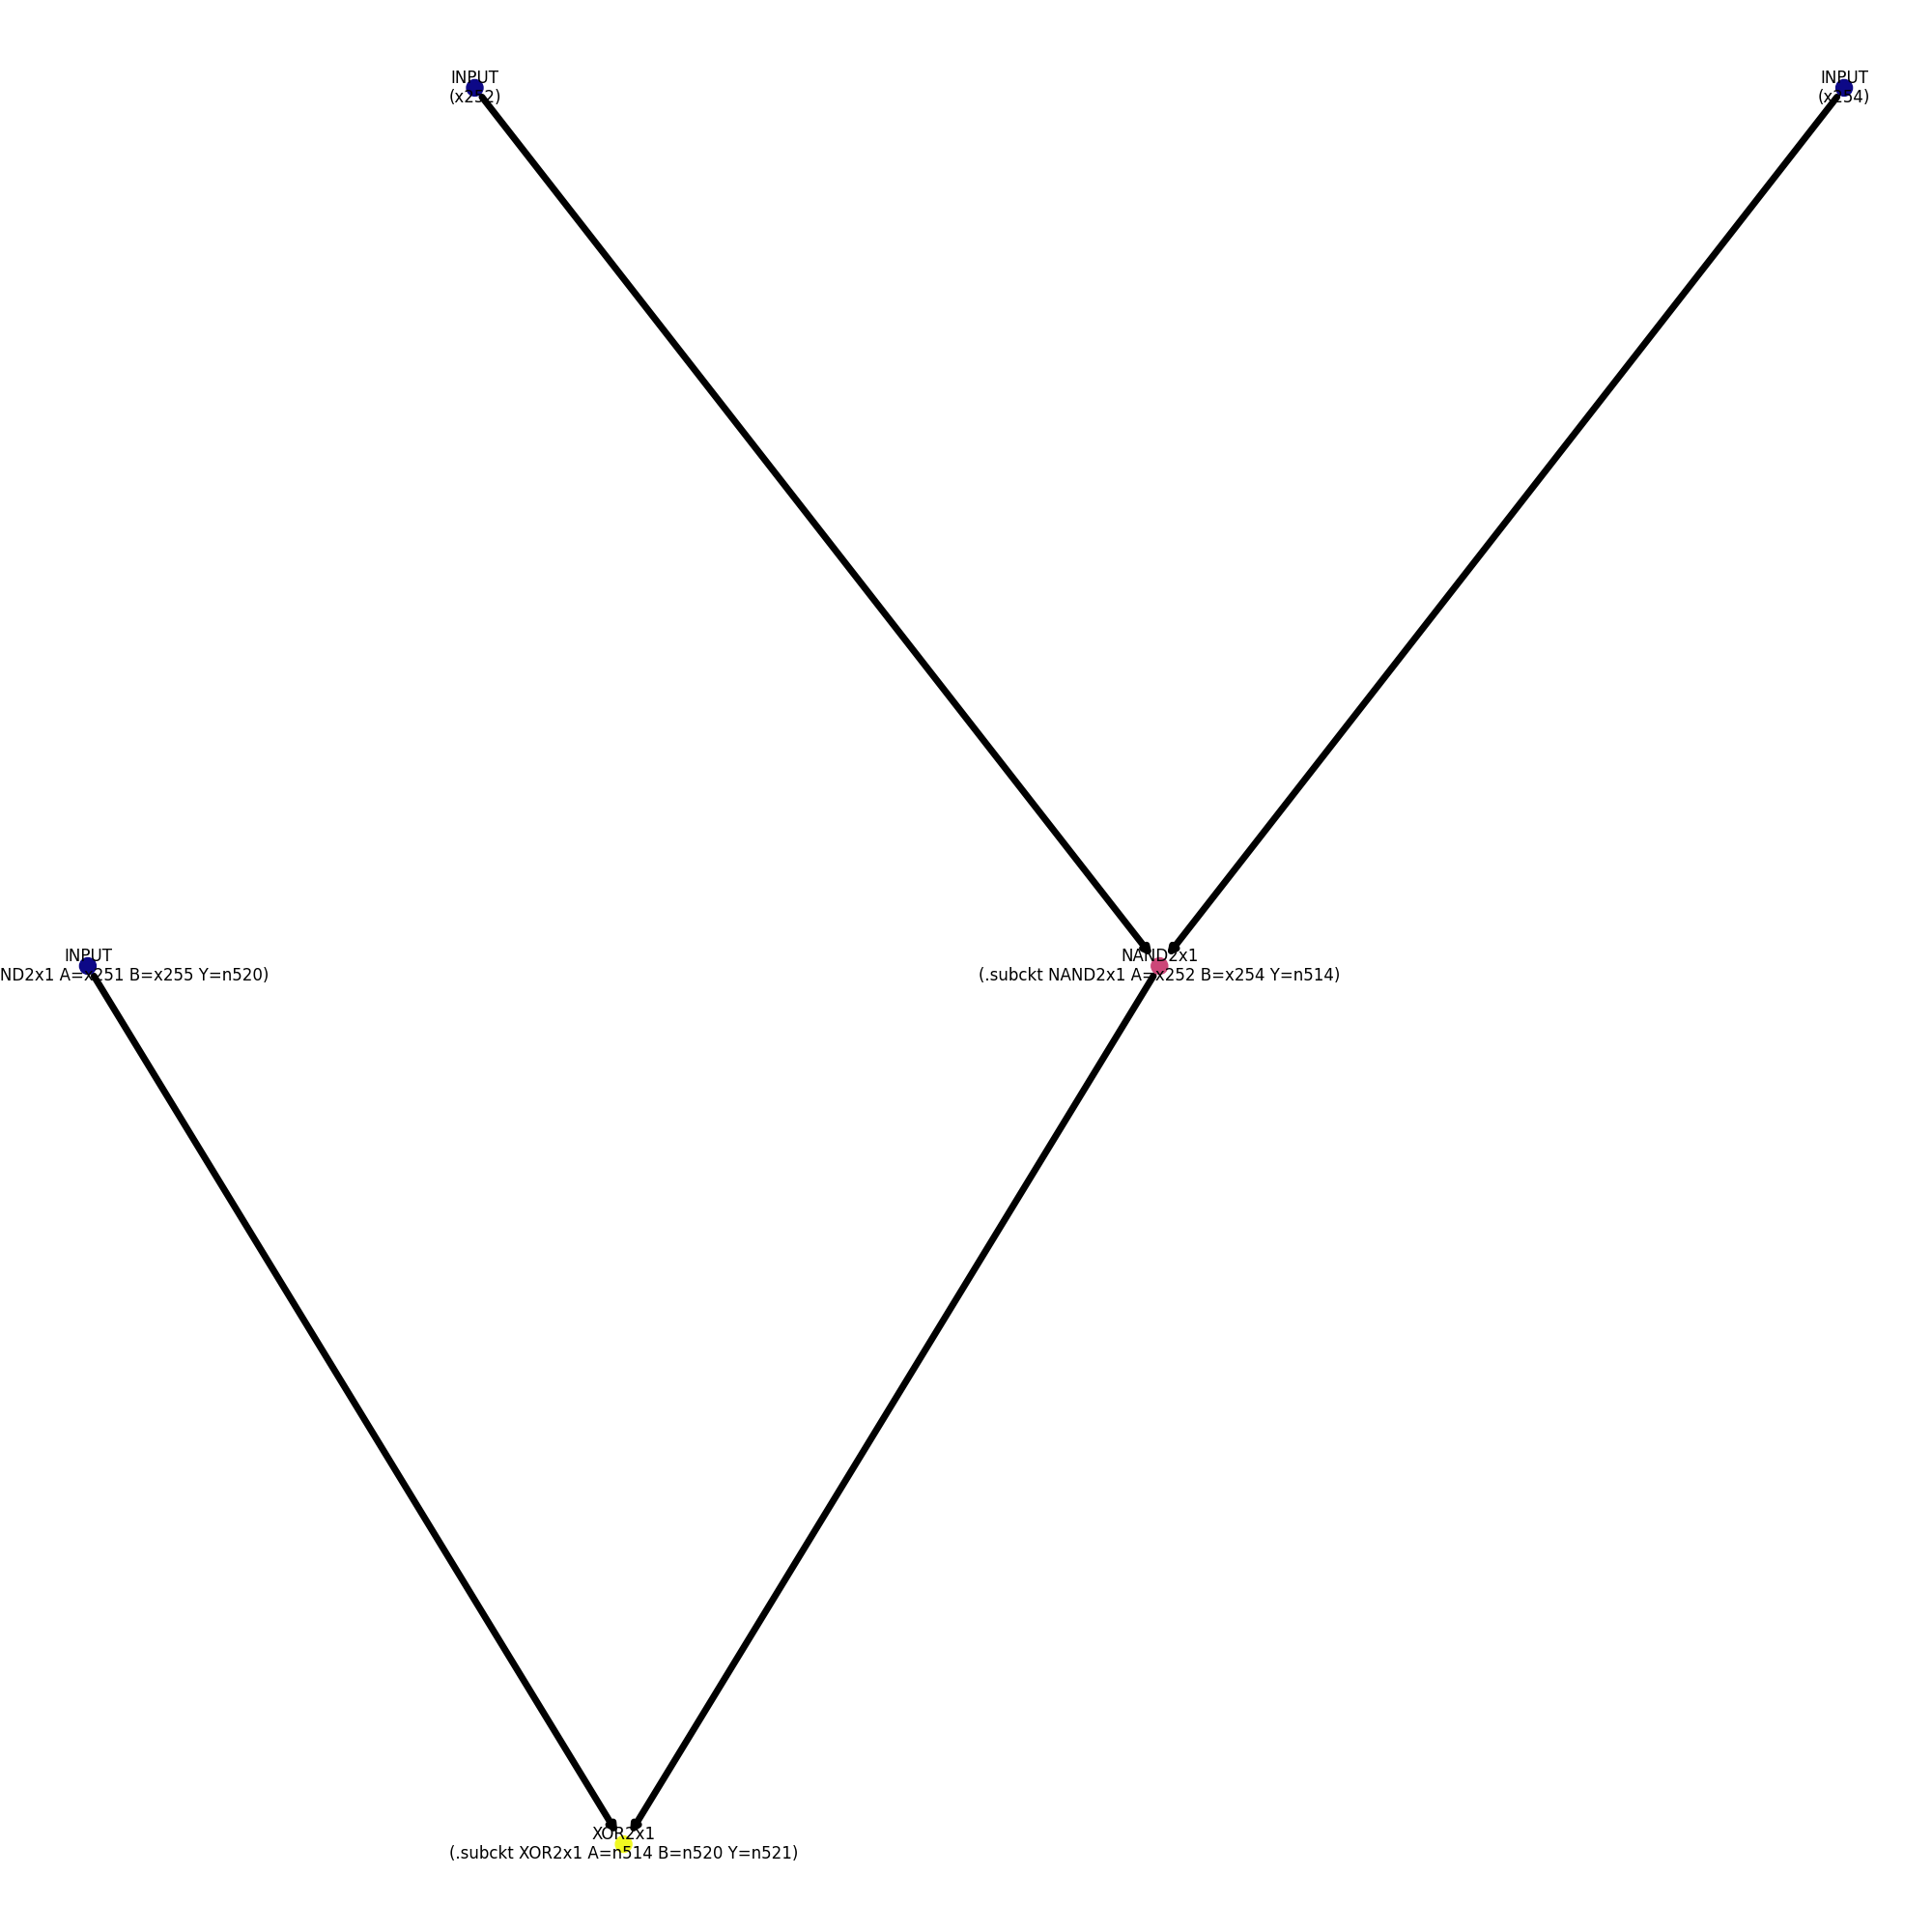 INPUT
(x252)
INPUT
(x254)
INPUT
ND2x1 A=x251 B=x255 Y=n520)
NAND2x1
(.subckt NAND2x1 A=x252 B=x254 Y=n514)
XOR2x1
(.subckt XOR2x1 A=n514 B=n520 Y=n521)